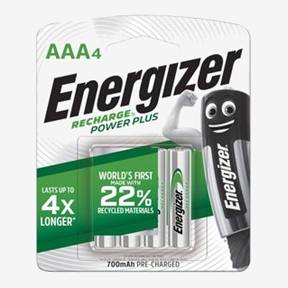 AAA4
Energizer
RECHARGE®
POWER PLUS
WORLD'S FIRST
MADE WITH
22%
RECYCLED MATERIALS
LASTS UP TO
4x
LONGER*
Energizer
Energizer
700mAh PRE-CHARGED